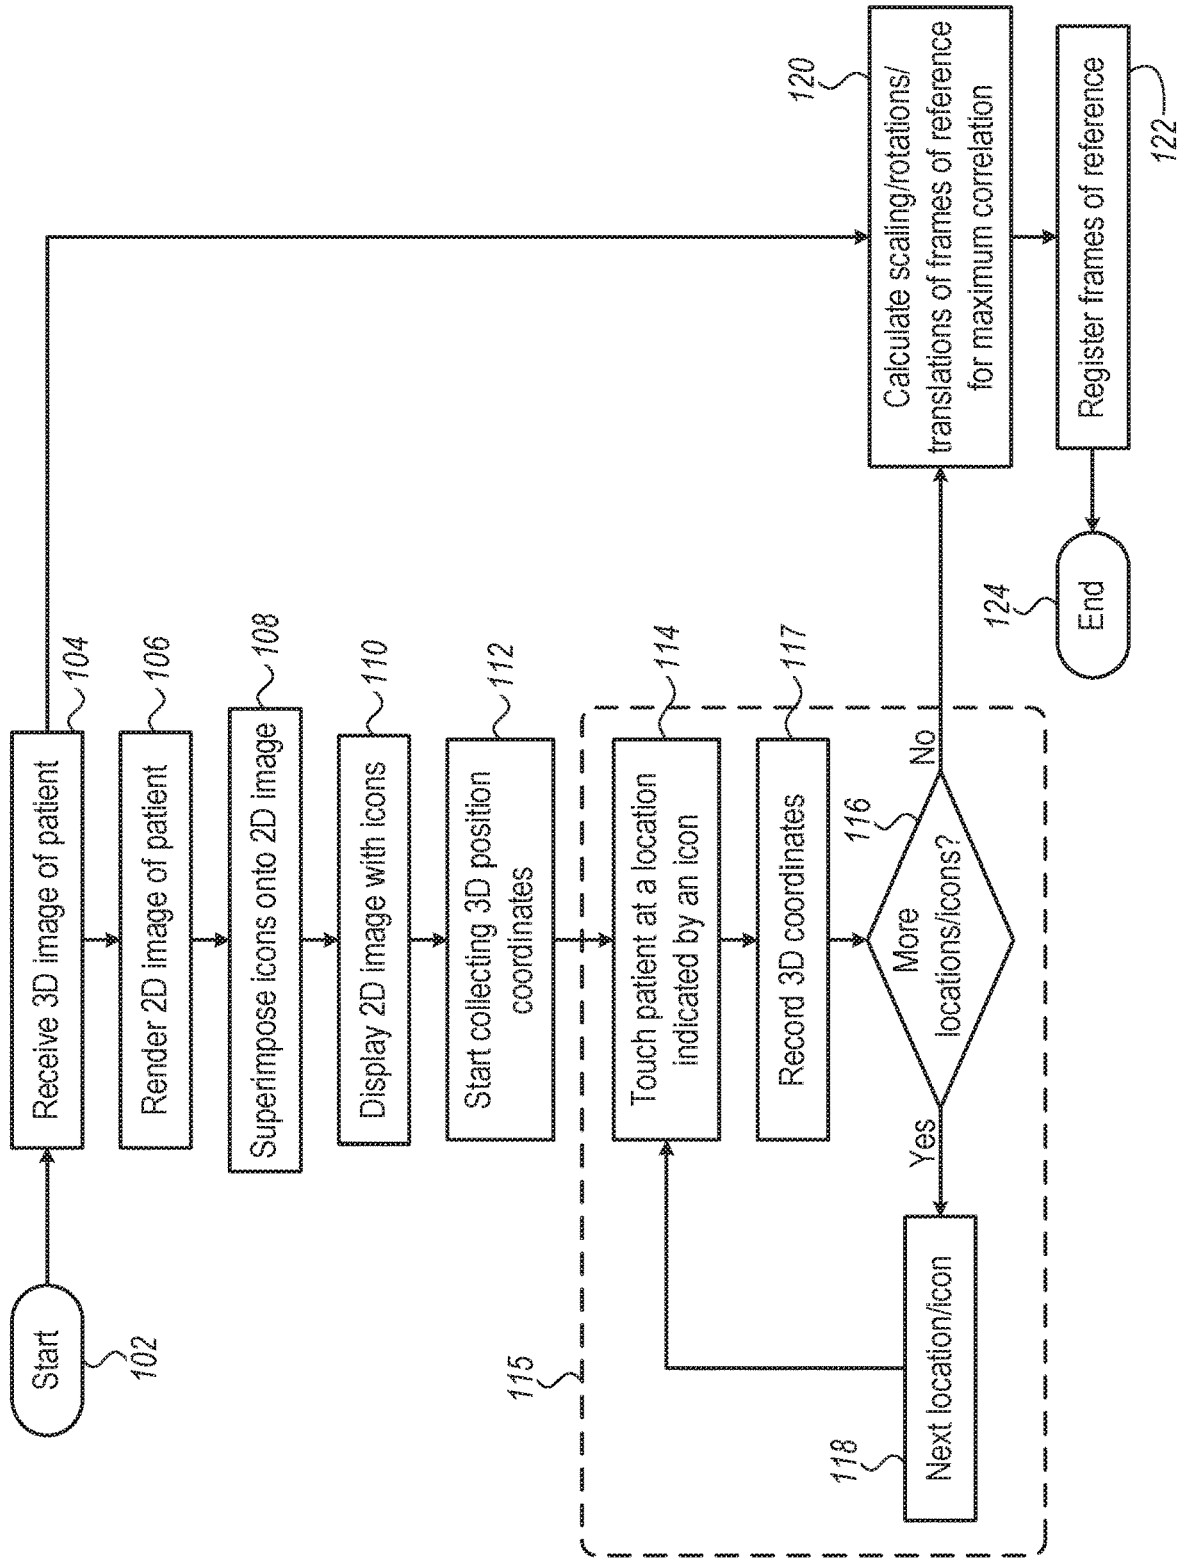 Start
102
Receive 3D image of patient
104
Render 2D image of patient
106
Superimpose icons onto 2D image
108
Display 2D image with icons
110
Start collecting 3D position
coordinates
112
115
Touch patient at a location
indicated by an icon
114
Record 3D coordinates
117
More
locations/icons?
116
Yes
No
Next location/icon
118
Calculate scaling/rotations/
translations of frames of reference
for maximum correlation
120
Register frames of reference
122
End
124